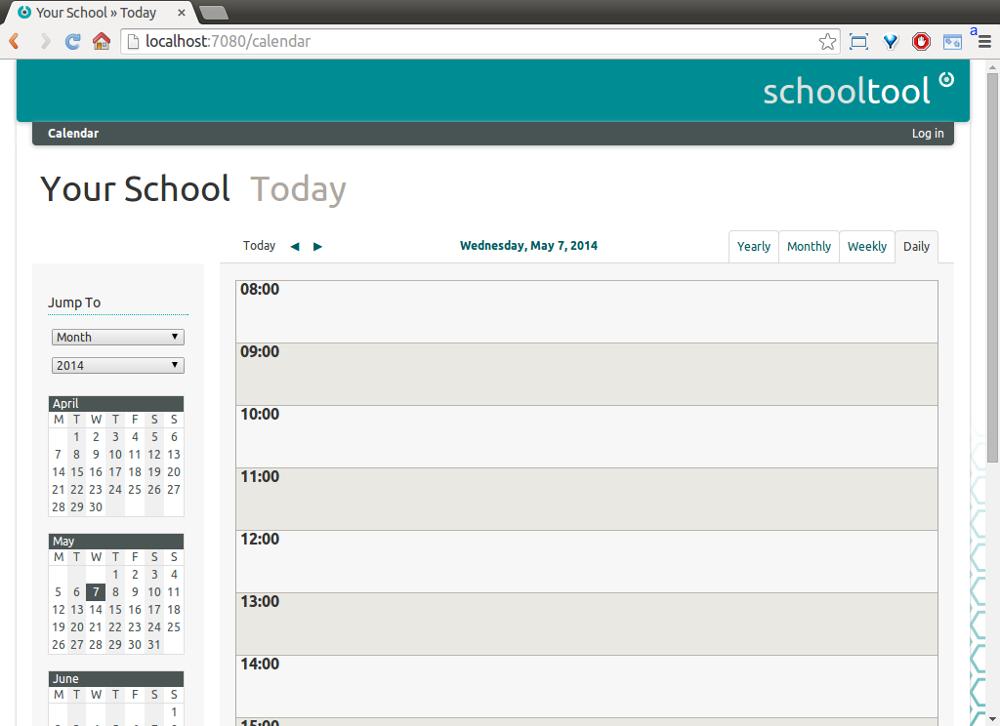 Your School » Today
localhost:7080/calendar
a
schooltool
Calendar Log in
Your School Today
Today Wednesday, May 7, 2014 Yearly Monthly Weekly Daily
Jump To
Month
2014
April
M T W T F S S
1 2 3 4 5 6
7 8 9 10 11 12 13
14 15 16 17 18 19 20
21 22 23 24 25 26 27
28 29 30
May
M T W T F S S
1 2 3 4
5 6 7 8 9 10 11
12 13 14 15 16 17 18
19 20 21 22 23 24 25
26 27 28 29 30 31
June
M T W T F S S
1
08:00
09:00
10:00
11:00
12:00
13:00
14:00
15:00